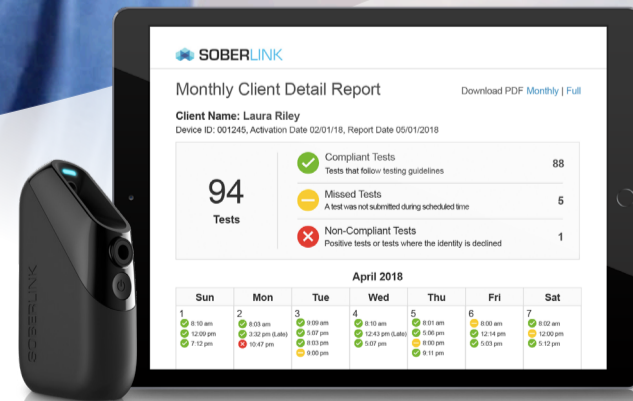 SOBERLINK
Monthly Client Detail Report
Download PDF Monthly | Full
Client Name: Laura Riley
Device ID: 001245, Activation Date 02/01/18, Report Date 05/01/2018
94
Tests
Compliant Tests
Tests that follow testing guidelines
88
Missed Tests
A test was not submitted during scheduled time
5
Non-Compliant Tests
Positive tests or tests where the identity is declined
1
April 2018
Sun Mon Tue Wed Thu Fri Sat
1
8:10 am
12:09 pm
7:12 pm
2
8:03 am
3:32 pm (Late)
10:47 pm
3
9:09 am
5:07 pm
8:03 pm
9:00 pm
4
8:10 am
12:43 pm (Late)
5:07 pm
5
8:01 am
5:00 pm
8:00 pm
9:11 pm
6
8:00 am
12:14 pm
5:03 pm
7
8:02 am
12:00 pm
5:12 pm
SOBERLINK